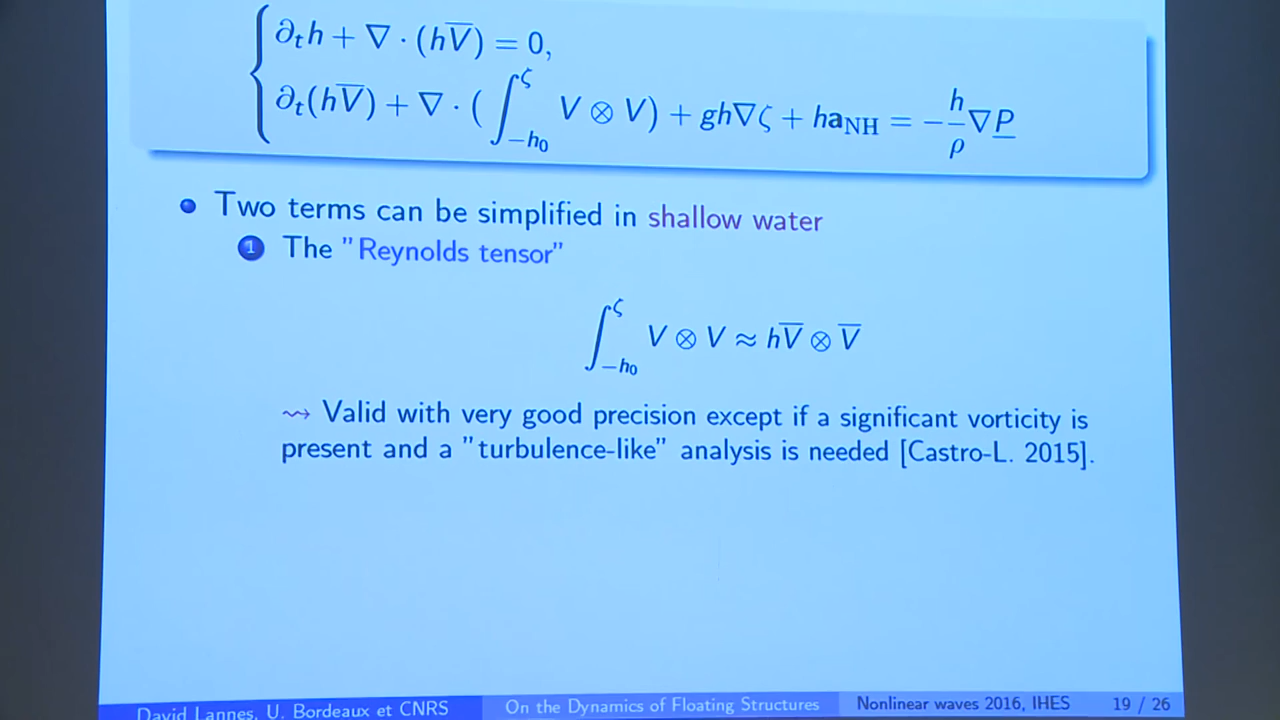 ∂ₜh + ∇ · (hV̅) = 0,
∂ₜ(hV̅) + ∇ · (∫_{−h₀}^{ζ} V ⊗ V) + gh∇ζ + ha_NH = −(h/ρ)∇P̲
• Two terms can be simplified in shallow water
1 The "Reynolds tensor"
∫_{−h₀}^{ζ} V ⊗ V ≈ hV̅ ⊗ V̅
⇝ Valid with very good precision except if a significant vorticity is
present and a "turbulence-like" analysis is needed [Castro-L. 2015].
David Lannes, U. Bordeaux et CNRS On the Dynamics of Floating Structures Nonlinear waves 2016, IHES 19 / 26